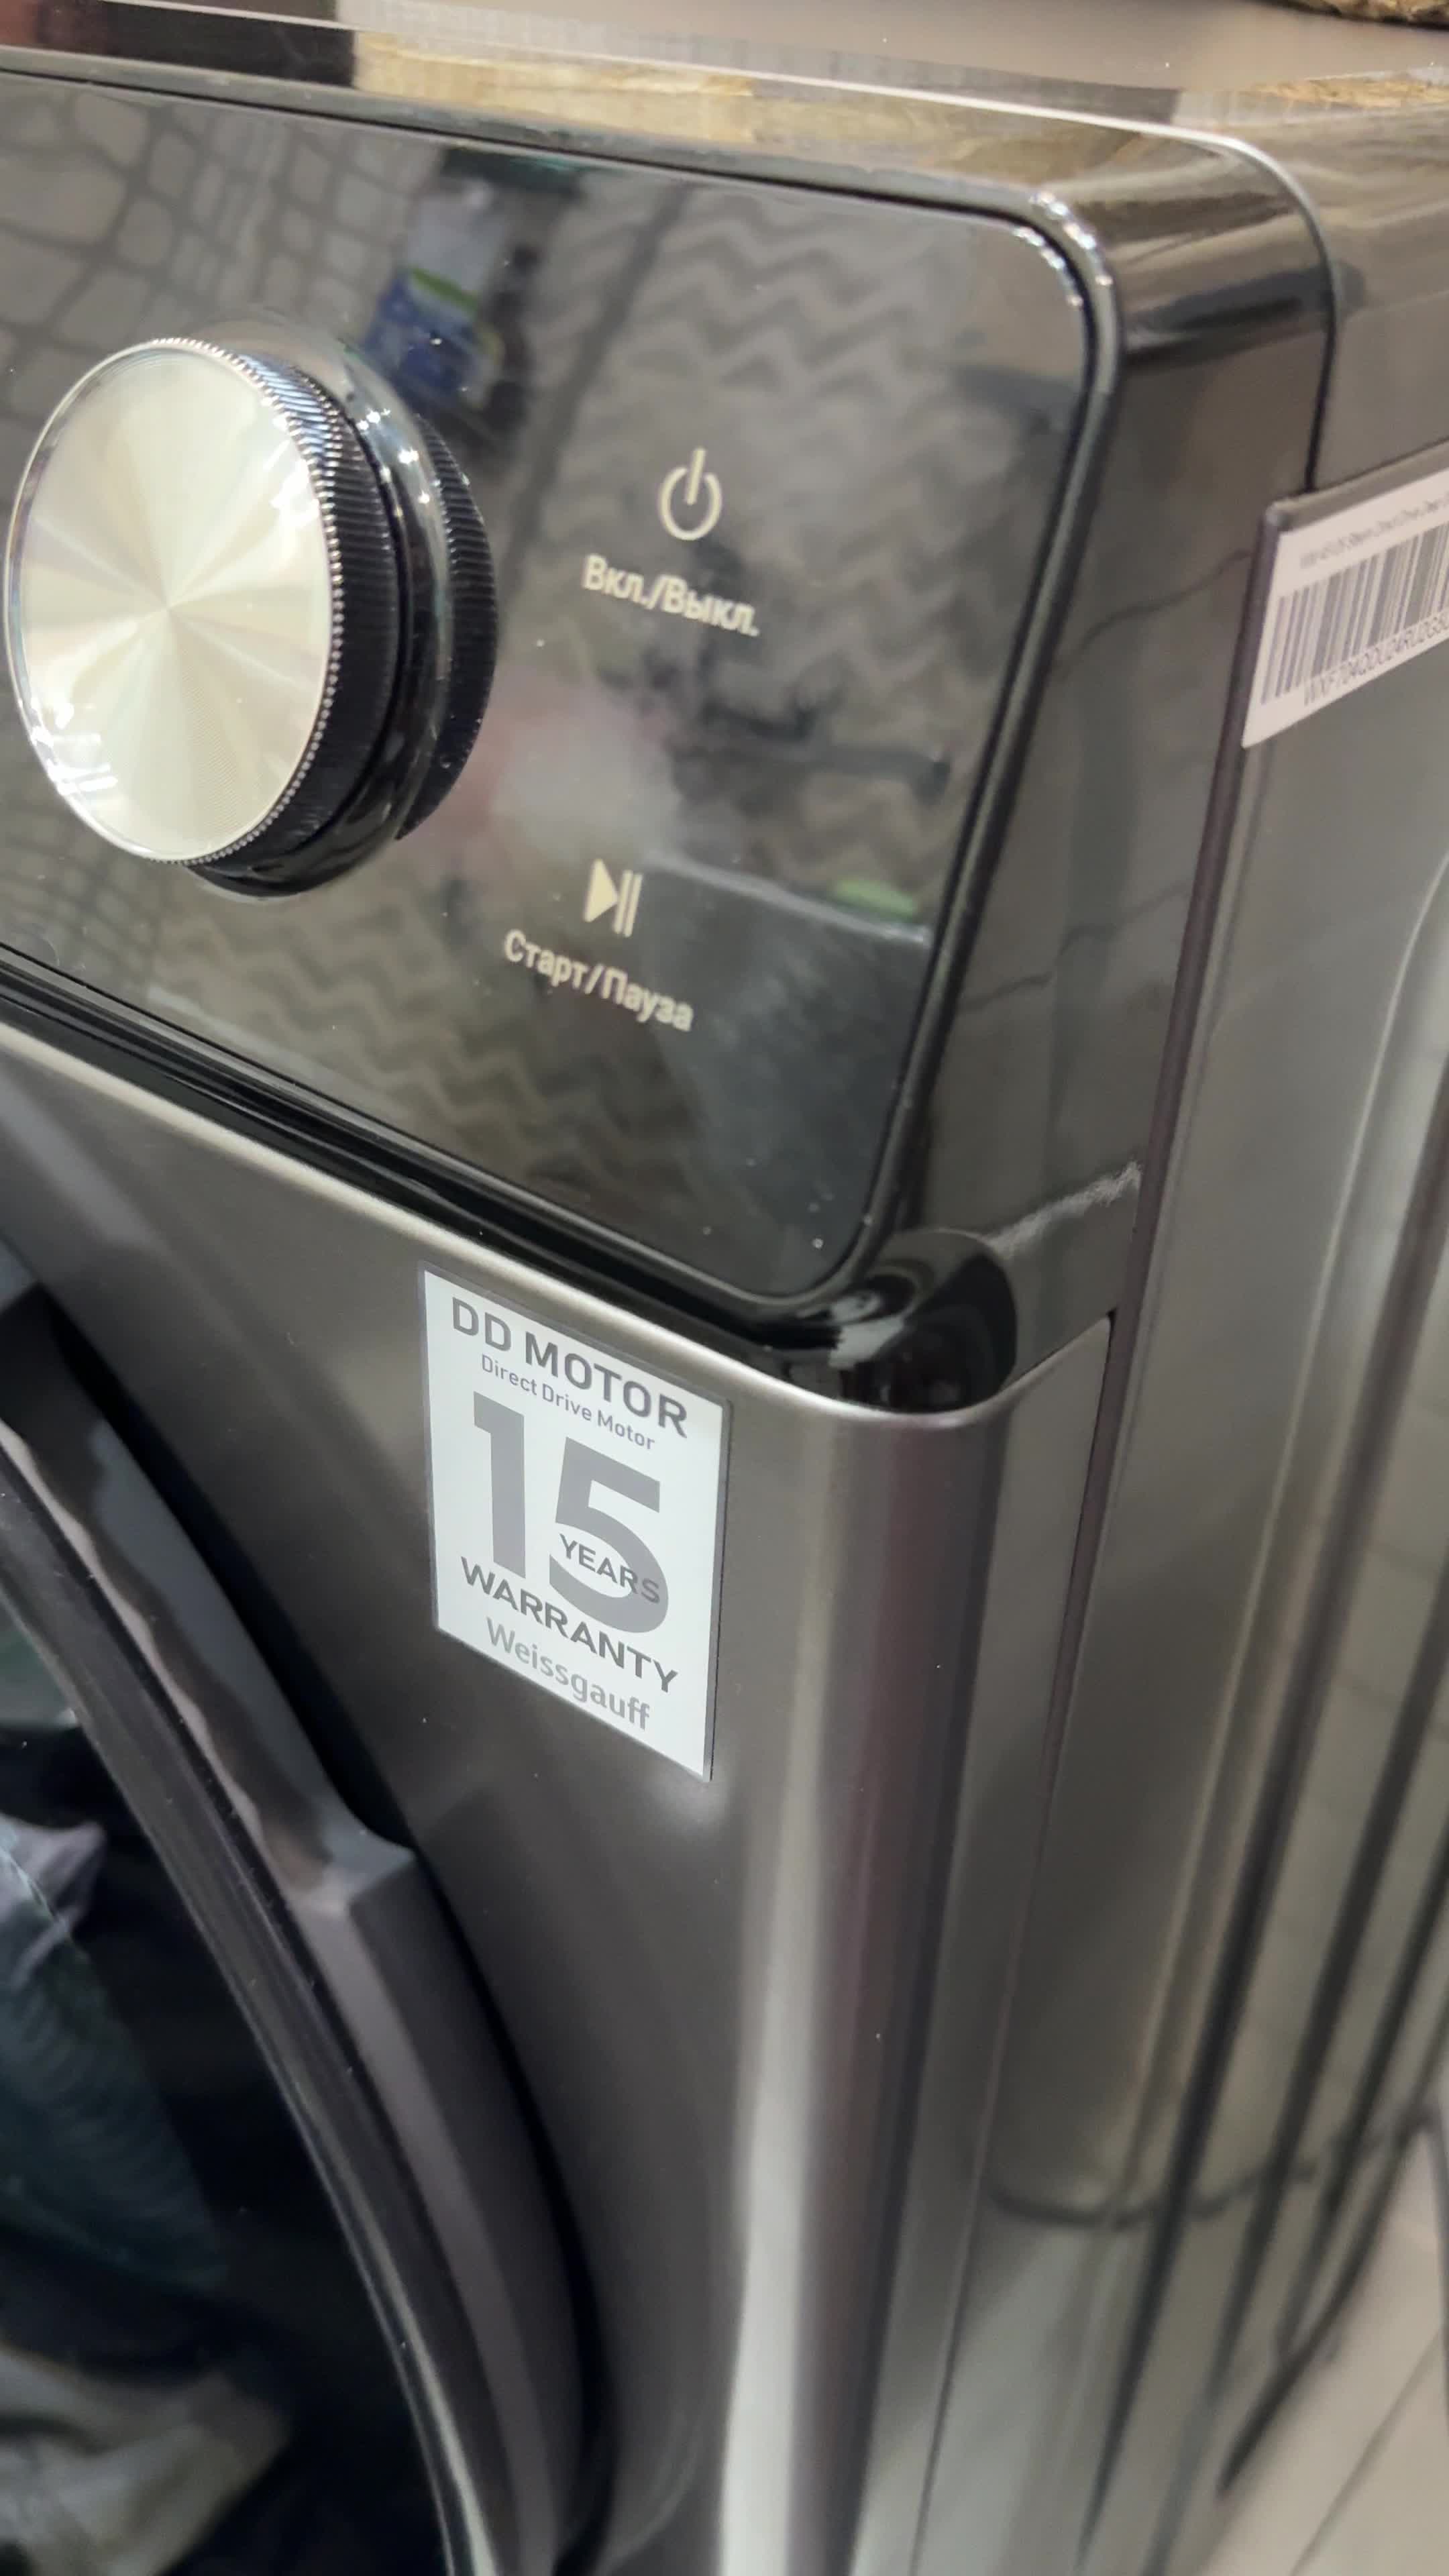 Вкл./Выкл.
Старт/Пауза
DD MOTOR
Direct Drive Motor
15
YEARS
WARRANTY
Weissgauff